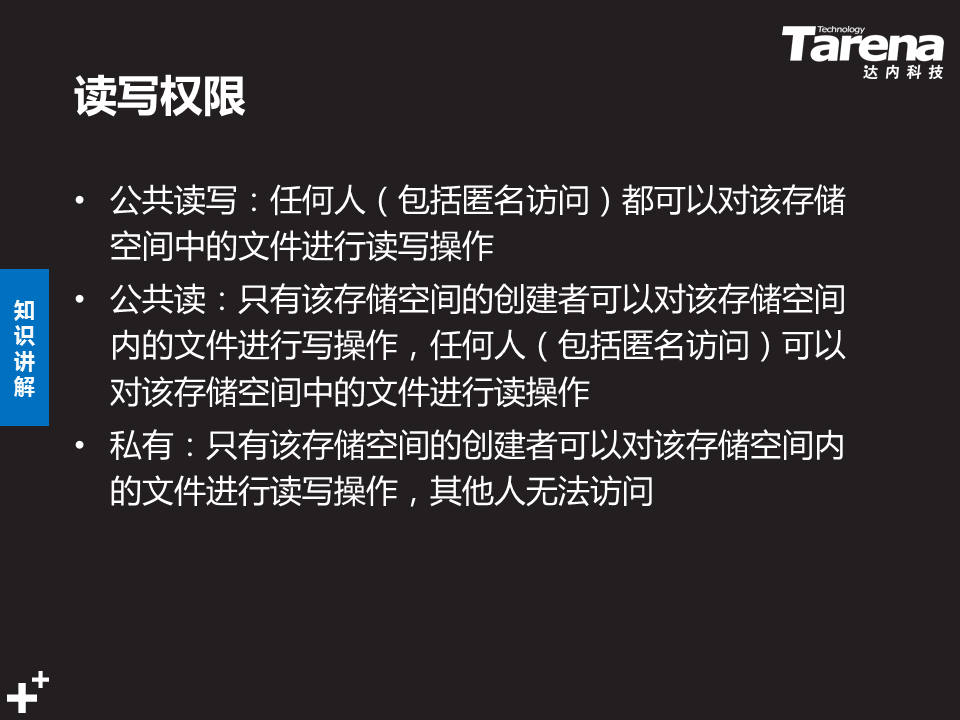 Technology
Tarena
达内科技
读写权限
• 公共读写：任何人（包括匿名访问）都可以对该存储
空间中的文件进行读写操作
• 公共读：只有该存储空间的创建者可以对该存储空间
内的文件进行写操作，任何人（包括匿名访问）可以
对该存储空间中的文件进行读操作
• 私有：只有该存储空间的创建者可以对该存储空间内
的文件进行读写操作，其他人无法访问
知
识
讲
解